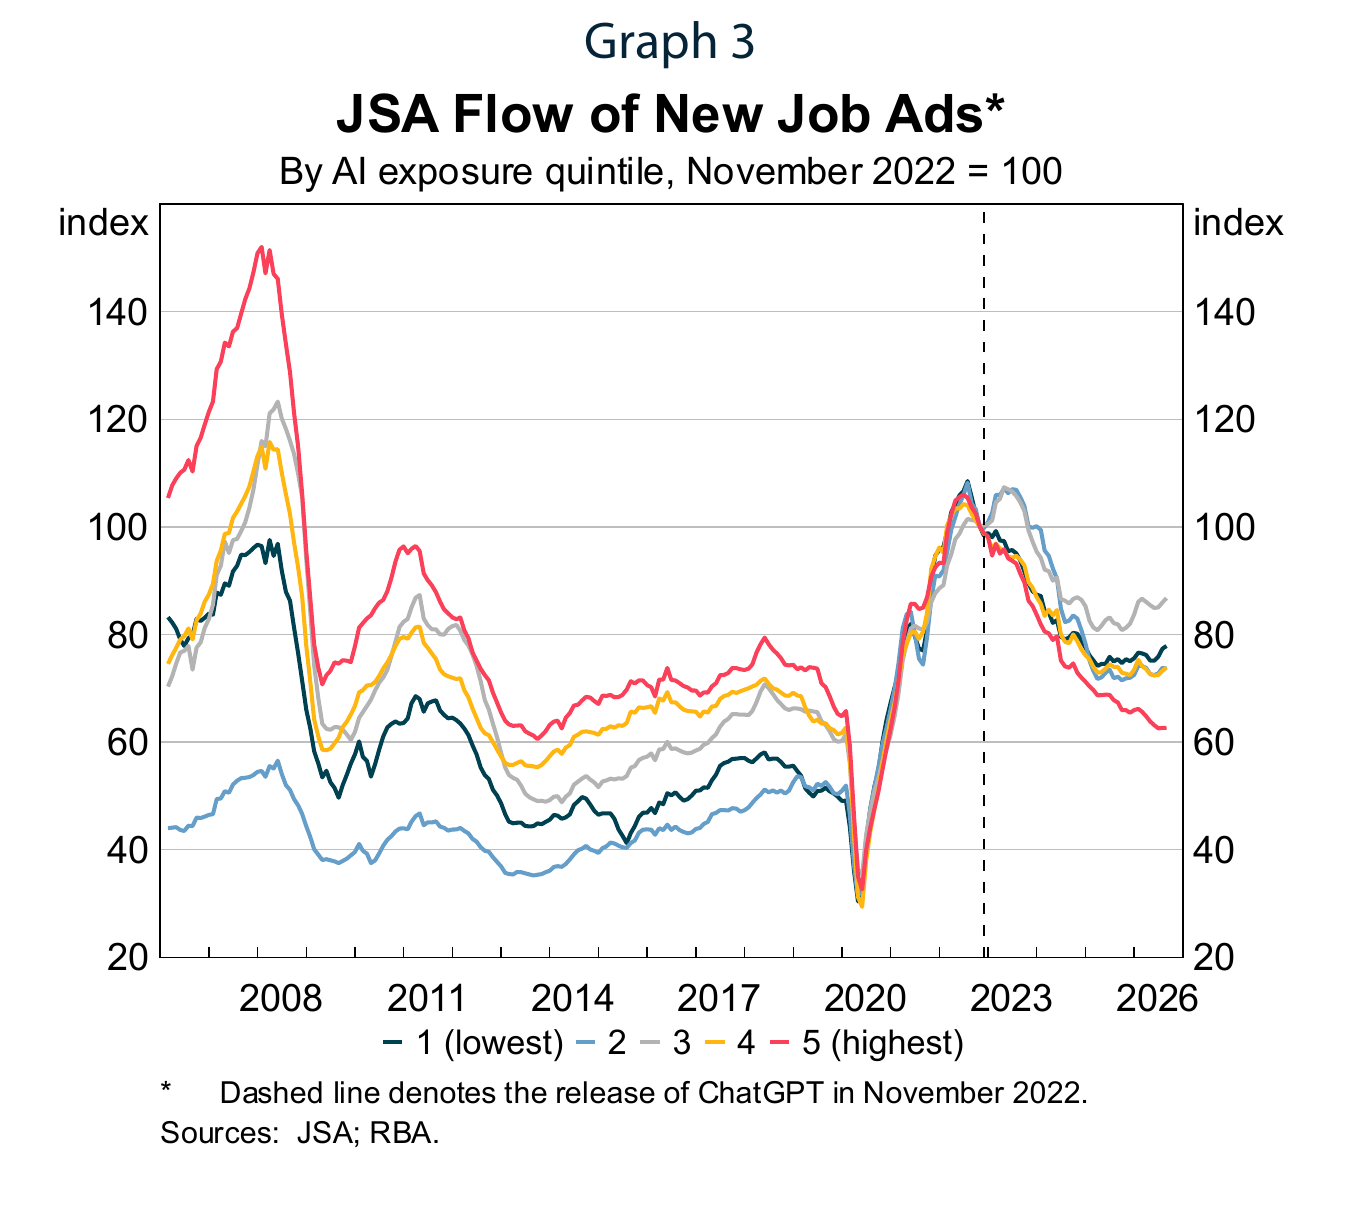 Graph 3
JSA Flow of New Job Ads*
By AI exposure quintile, November 2022 = 100
index index
140 140
120 120
100 100
80 80
60 60
40 40
20 20
2008 2011 2014 2017 2020 2023 2026
1 (lowest) 2 3 4 5 (highest)
* Dashed line denotes the release of ChatGPT in November 2022.
Sources: JSA; RBA.